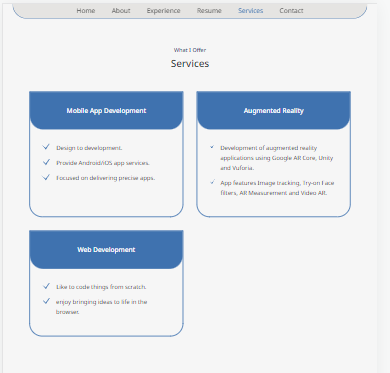 Home About Experience Resume Services Contact
What I Offer
Services
Mobile App Development
Design to development.
Provide Android/iOS app services.
Focused on delivering precise apps.
Augmented Reality
Development of augmented reality
applications using Google AR Core, Unity
and Vuforia.
App features Image tracking, Try-on Face
filters, AR Measurement and Video AR.
Web Development
Like to code things from scratch.
enjoy bringing ideas to life in the
browser.